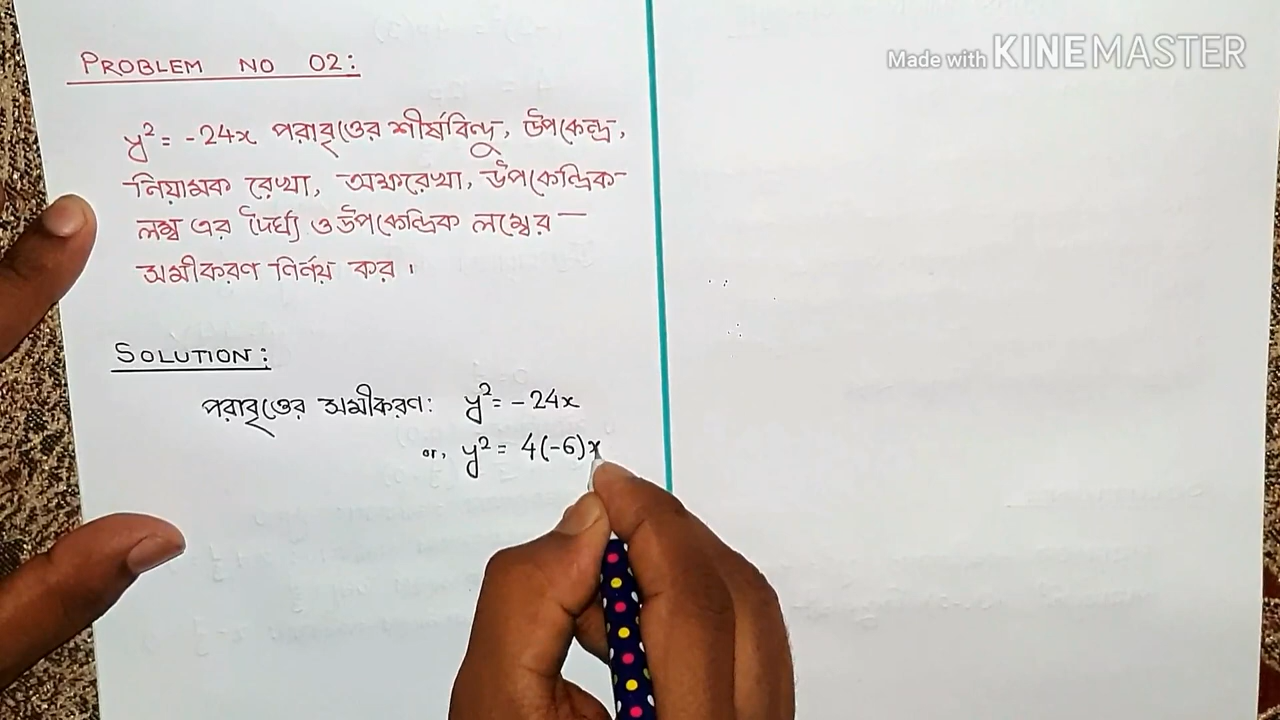 PROBLEM NO 02:
Made with KINEMASTER
y² = -24x পরাবৃত্তের শীর্ষবিন্দু, উপকেন্দ্র,
নিয়ামক রেখা, অক্ষরেখা, উপকেন্দ্রিক-
লম্ব এর দৈর্ঘ্য ও উপকেন্দ্রিক লম্বের —
সমীকরণ নির্নয় কর।
SOLUTION:
পরাবৃত্তের সমীকরণ: y² = - 24x
or, y² = 4(-6)x